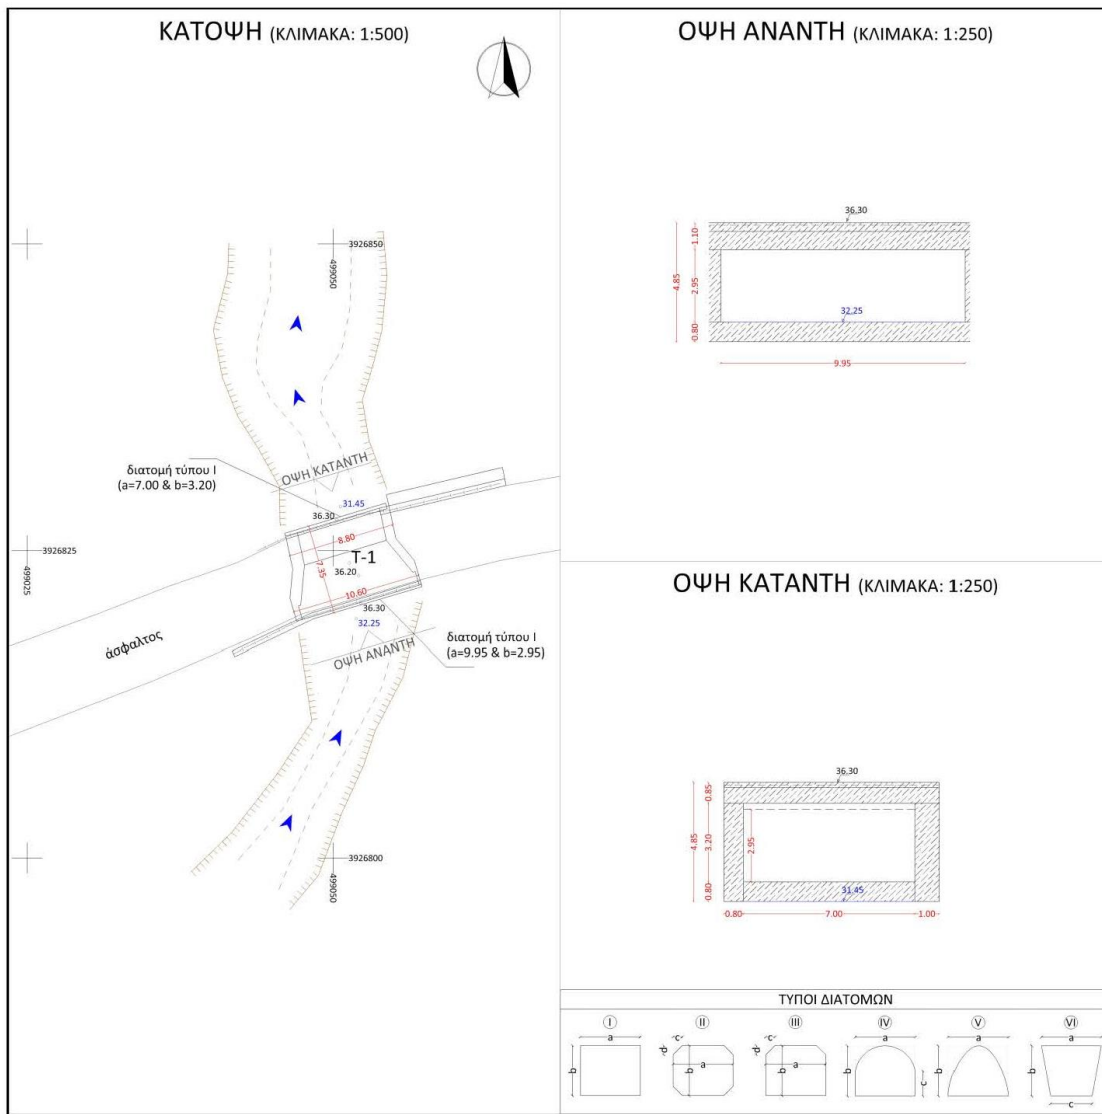 ΚΑΤΟΨΗ (ΚΛΙΜΑΚΑ: 1:500)
3926850
499050
διατομή τύπου Ι
(a=7.00 & b=3.20)
ΟΨΗ ΚΑΤΑΝΤΗ
31.45
36.30
8.80
3926825
499025
T-1
7.35
36.20
10.60
36.30
32.25
άσφαλτος
διατομή τύπου Ι
(a=9.95 & b=2.95)
ΟΨΗ ΑΝΑΝΤΗ
3926800
499050
ΟΨΗ ΑΝΑΝΤΗ (ΚΛΙΜΑΚΑ: 1:250)
36.30
1.10
4.85
2.95
32.25
0.80
9.95
ΟΨΗ ΚΑΤΑΝΤΗ (ΚΛΙΜΑΚΑ: 1:250)
36.30
0.85
4.85
3.20
2.95
0.80
31.45
0.80 7.00 1.00
ΤΥΠΟΙ ΔΙΑΤΟΜΩΝ
I II III IV V VI
a c c a a a
b d b a d b a b c b b c